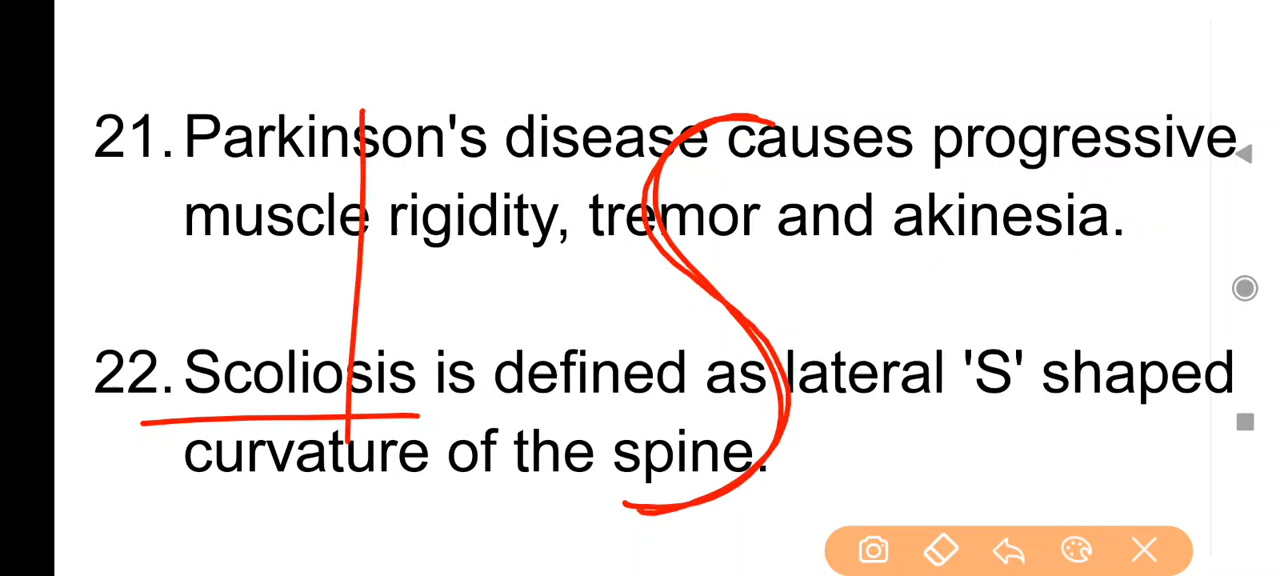 21. Parkinson's disease causes progressive
muscle rigidity, tremor and akinesia.
22. Scoliosis is defined as lateral 'S' shaped
curvature of the spine.